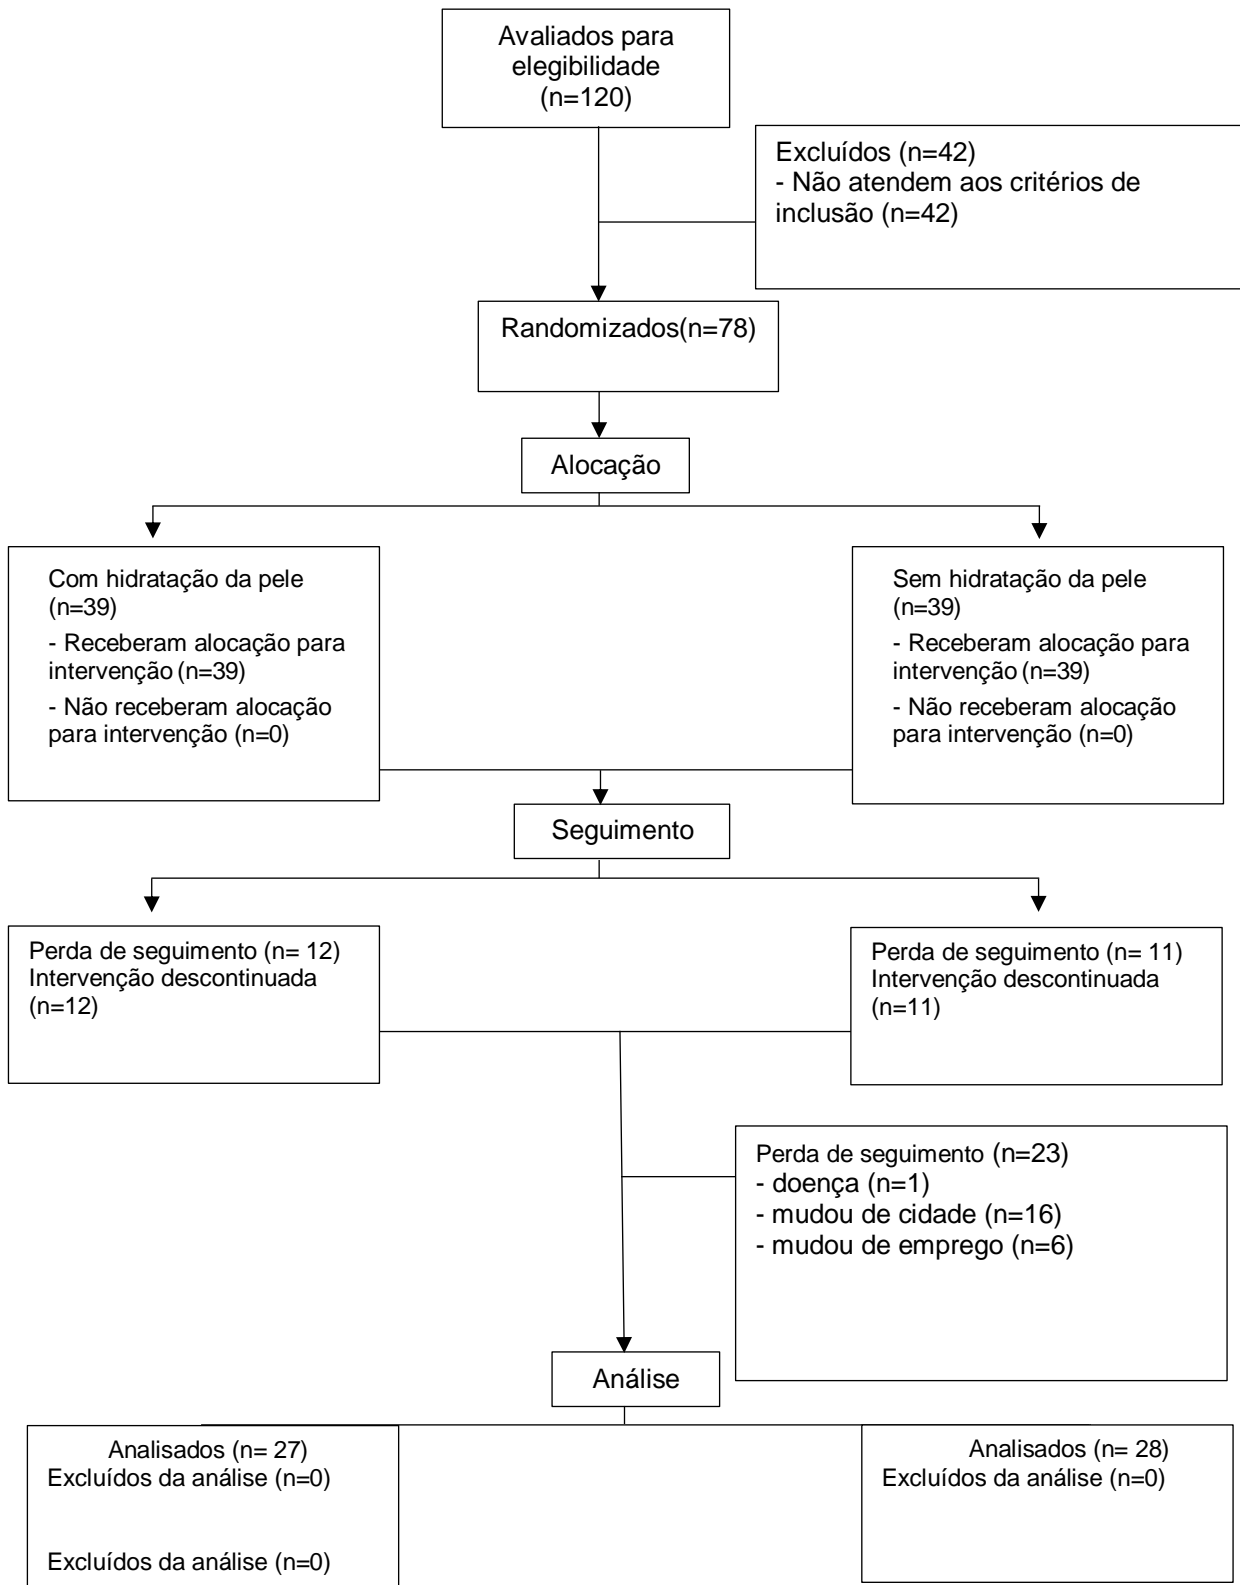 Avaliados para
elegibilidade
(n=120)
Excluídos (n=42)
- Não atendem aos critérios de
inclusão (n=42)
Randomizados(n=78)
Alocação
Com hidratação da pele
(n=39)
- Receberam alocação para
intervenção (n=39)
- Não receberam alocação
para intervenção (n=0)
Sem hidratação da pele
(n=39)
- Receberam alocação para
intervenção (n=39)
- Não receberam alocação
para intervenção (n=0)
Seguimento
Perda de seguimento (n= 12)
Intervenção descontinuada
(n=12)
Perda de seguimento (n= 11)
Intervenção descontinuada
(n=11)
Perda de seguimento (n=23)
- doença (n=1)
- mudou de cidade (n=16)
- mudou de emprego (n=6)
Análise
Analisados (n= 27)
Excluídos da análise (n=0)
Excluídos da análise (n=0)
Analisados (n= 28)
Excluídos da análise (n=0)